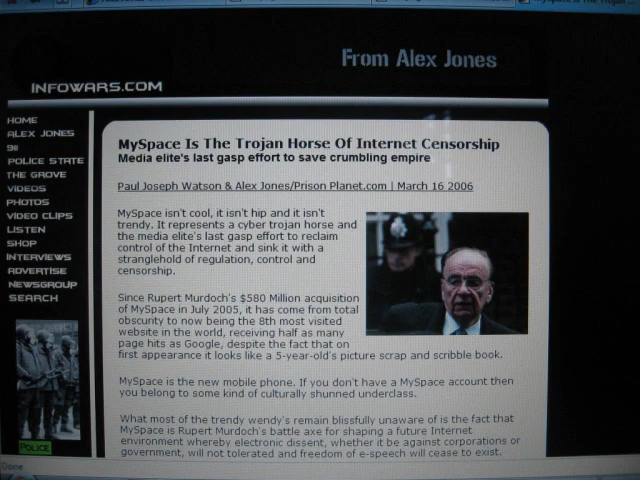 From Alex Jones
INFOWARS.COM
HOME
ALEX JONES
911
POLICE STATE
THE GROVE
VIDEOS
PHOTOS
VIDEO CLIPS
LISTEN
SHOP
INTERVIEWS
ADVERTISE
NEWSGROUP
SEARCH
POLICE
MySpace Is The Trojan Horse Of Internet Censorship
Media elite's last gasp effort to save crumbling empire
Paul Joseph Watson & Alex Jones/Prison Planet.com | March 16 2006
MySpace isn't cool, it isn't hip and it isn't
trendy. It represents a cyber trojan horse and
the media elite's last gasp effort to reclaim
control of the Internet and sink it with a
stranglehold of regulation, control and
censorship.
Since Rupert Murdoch's $580 Million acquisition
of MySpace in July 2005, it has come from total
obscurity to now being the 8th most visited
website in the world, receiving half as many
page hits as Google, despite the fact that on
first appearance it looks like a 5-year-old's picture scrap and scribble book.
MySpace is the new mobile phone. If you don't have a MySpace account then
you belong to some kind of culturally shunned underclass.
What most of the trendy wendy's remain blissfully unaware of is the fact that
MySpace is Rupert Murdoch's battle axe for shaping a future Internet
environment whereby electronic dissent, whether it be against corporations or
government, will not tolerated and freedom of e-speech will cease to exist.
Done